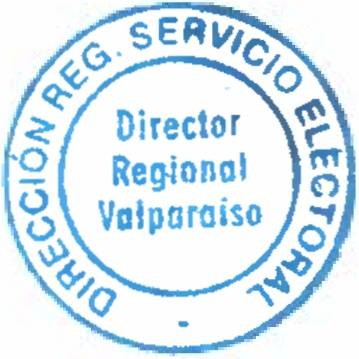 DIRECCIÓN REG. SERVICIO ELECTORAL
Director
Regional
Valparaiso
-